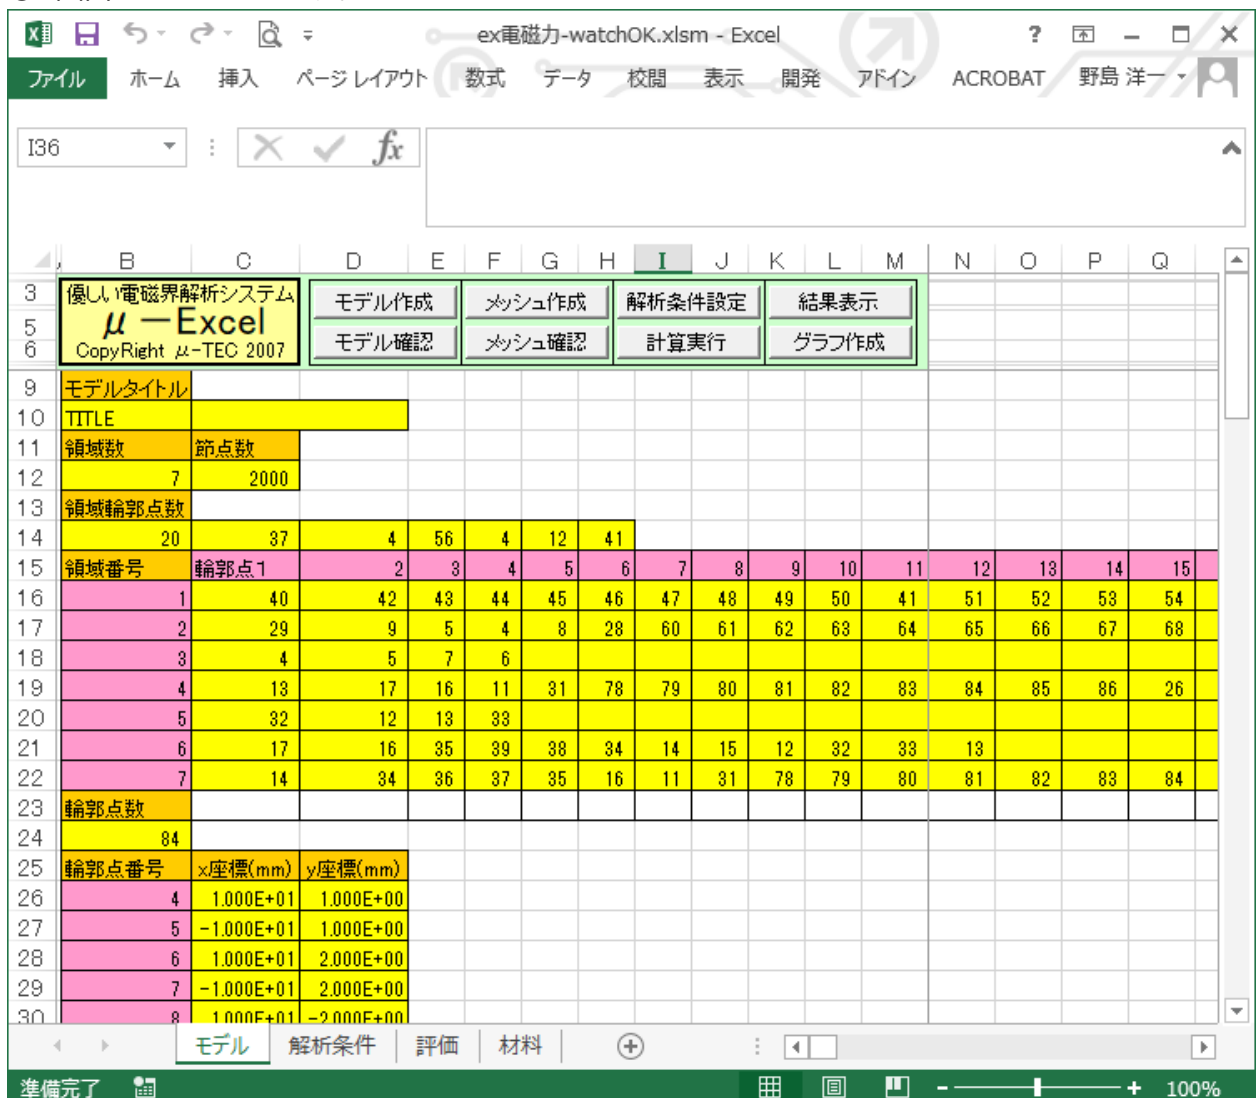 ex電磁力-watchOK.xlsm - Excel
ファイル ホーム 挿入 ページ レイアウト 数式 データ 校閲 表示 開発 アドイン ACROBAT 野島 洋一
I36 fx
B C D E F G H I J K L M N O P Q
3 優しい電磁界解析システム モデル作成 メッシュ作成 解析条件設定 結果表示
5 μ-Excel
6 CopyRight μ-TEC 2007 モデル確認 メッシュ確認 計算実行 グラフ作成
9 モデルタイトル
10 TITLE
11 領域数 節点数
12 7 2000
13 領域輪郭点数
14 20 37 4 56 4 12 41
15 領域番号 輪郭点1 2 3 4 5 6 7 8 9 10 11 12 13 14 15
16 1 40 42 43 44 45 46 47 48 49 50 41 51 52 53 54
17 2 29 9 5 4 8 28 60 61 62 63 64 65 66 67 68
18 3 4 5 7 6
19 4 13 17 16 11 31 78 79 80 81 82 83 84 85 86 26
20 5 32 12 13 33
21 6 17 16 35 39 38 34 14 15 12 32 33 13
22 7 14 34 36 37 35 16 11 31 78 79 80 81 82 83 84
23 輪郭点数
24 84
25 輪郭点番号 x座標(mm) y座標(mm)
26 4 1.000E+01 1.000E+00
27 5 -1.000E+01 1.000E+00
28 6 1.000E+01 2.000E+00
29 7 -1.000E+01 2.000E+00
30 8 1.000E+01 -2.000E+00
モデル 解析条件 評価 材料
準備完了 100%